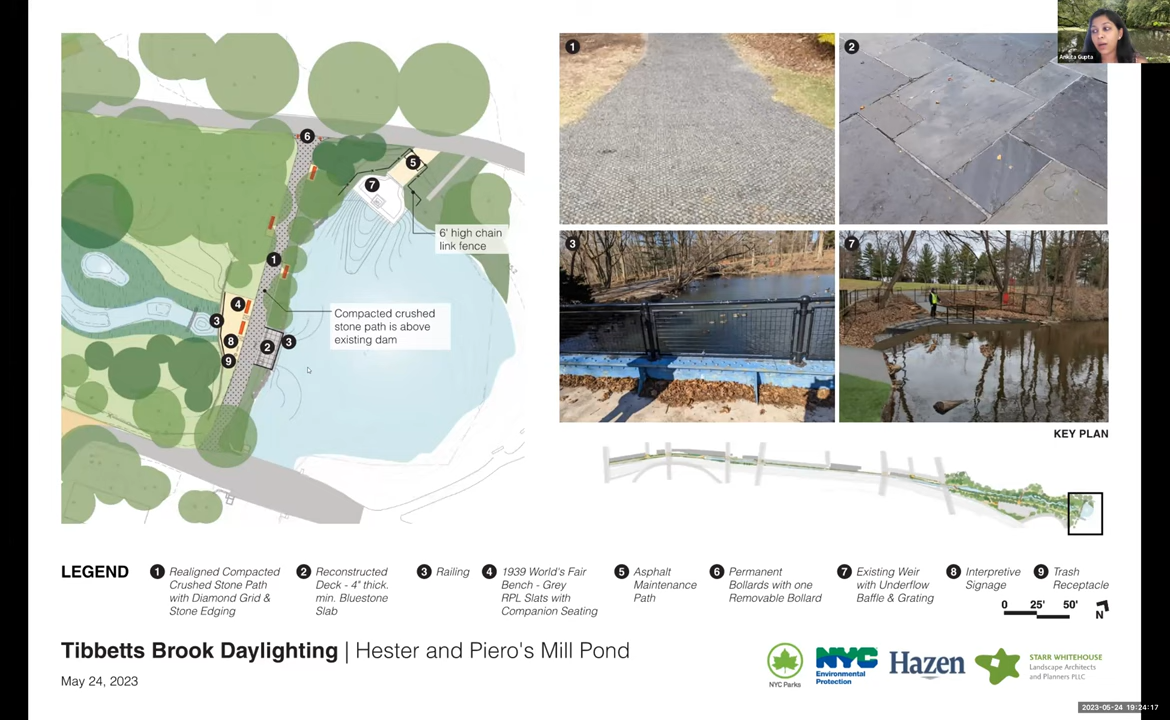 Ankita Gupta
1
2
6
5
7
6' high chain
link fence
1
4
3
8
2
3
9
Compacted crushed
stone path is above
existing dam
3
7
KEY PLAN
LEGEND
1 Realigned Compacted
Crushed Stone Path
with Diamond Grid &
Stone Edging
2 Reconstructed
Deck - 4" thick.
min. Bluestone
Slab
3 Railing
4 1939 World's Fair
Bench - Grey
RPL Slats with
Companion Seating
5 Asphalt
Maintenance
Path
6 Permanent
Bollards with one
Removable Bollard
7 Existing Weir
with Underflow
Baffle & Grating
8 Interpretive
Signage
9 Trash
Receptacle
0 25' 50'
N
Tibbetts Brook Daylighting | Hester and Piero's Mill Pond
May 24, 2023
NYC Parks
NYC
Environmental
Protection
Hazen
STARR WHITEHOUSE
Landscape Architects
and Planners PLLC
2023-05-24 19:24:17